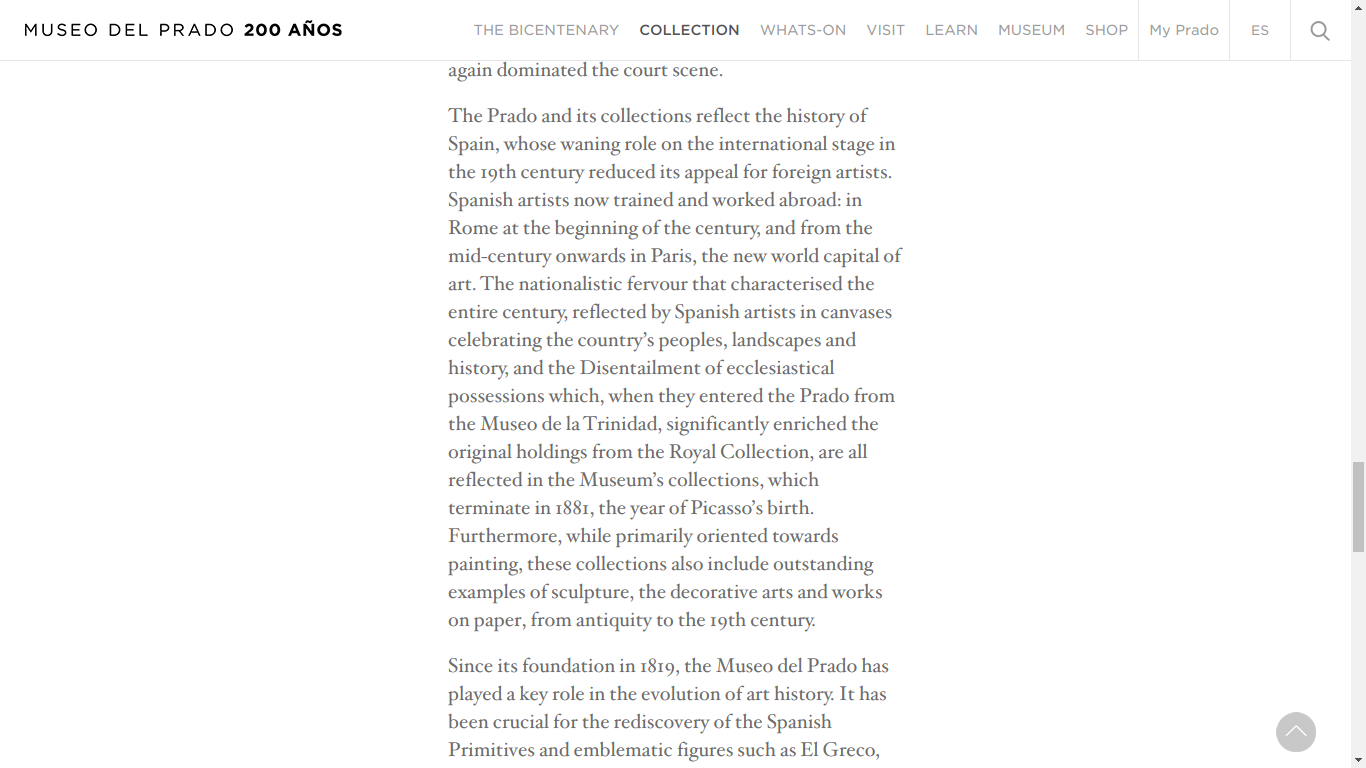 MUSEO DEL PRADO 200 AÑOS
THE BICENTENARY COLLECTION WHATS-ON VISIT LEARN MUSEUM SHOP My Prado ES
again dominated the court scene.
The Prado and its collections reflect the history of
Spain, whose waning role on the international stage in
the 19th century reduced its appeal for foreign artists.
Spanish artists now trained and worked abroad: in
Rome at the beginning of the century, and from the
mid-century onwards in Paris, the new world capital of
art. The nationalistic fervour that characterised the
entire century, reflected by Spanish artists in canvases
celebrating the country’s peoples, landscapes and
history, and the Disentailment of ecclesiastical
possessions which, when they entered the Prado from
the Museo de la Trinidad, significantly enriched the
original holdings from the Royal Collection, are all
reflected in the Museum’s collections, which
terminate in 1881, the year of Picasso’s birth.
Furthermore, while primarily oriented towards
painting, these collections also include outstanding
examples of sculpture, the decorative arts and works
on paper, from antiquity to the 19th century.
Since its foundation in 1819, the Museo del Prado has
played a key role in the evolution of art history. It has
been crucial for the rediscovery of the Spanish
Primitives and emblematic figures such as El Greco,